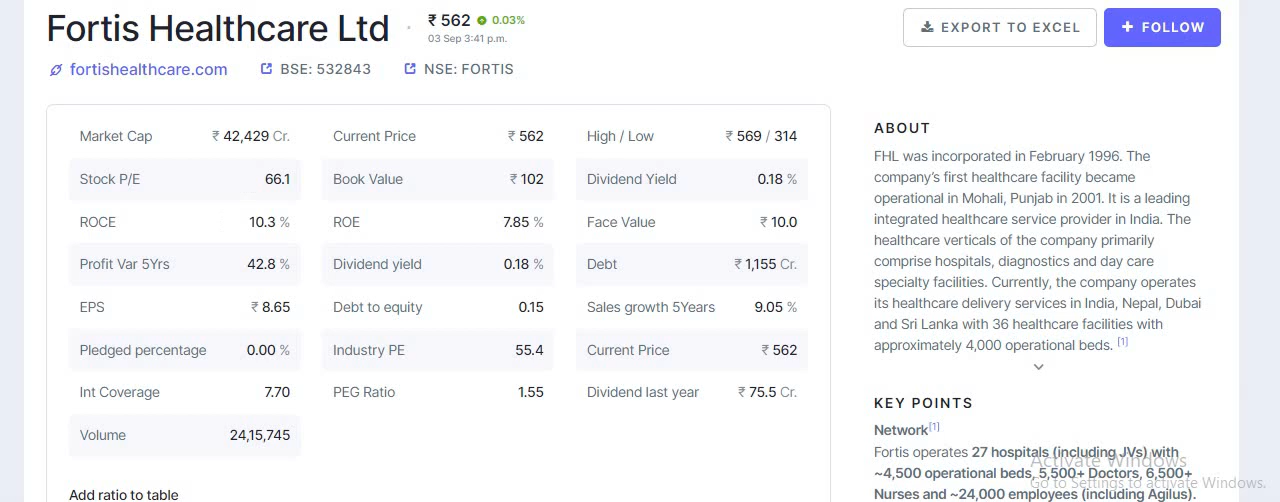 Fortis Healthcare Ltd · ₹ 562 0.03%
03 Sep 3:41 p.m.
EXPORT TO EXCEL
FOLLOW
fortishealthcare.com BSE: 532843 NSE: FORTIS
Market Cap ₹ 42,429 Cr. Current Price ₹ 562 High / Low ₹ 569 / 314
Stock P/E 66.1 Book Value ₹ 102 Dividend Yield 0.18 %
ROCE 10.3 % ROE 7.85 % Face Value ₹ 10.0
Profit Var 5Yrs 42.8 % Dividend yield 0.18 % Debt ₹ 1,155 Cr.
EPS ₹ 8.65 Debt to equity 0.15 Sales growth 5Years 9.05 %
Pledged percentage 0.00 % Industry PE 55.4 Current Price ₹ 562
Int Coverage 7.70 PEG Ratio 1.55 Dividend last year ₹ 75.5 Cr.
Volume 24,15,745
Add ratio to table
ABOUT
FHL was incorporated in February 1996. The
company's first healthcare facility became
operational in Mohali, Punjab in 2001. It is a leading
integrated healthcare service provider in India. The
healthcare verticals of the company primarily
comprise hospitals, diagnostics and day care
specialty facilities. Currently, the company operates
its healthcare delivery services in India, Nepal, Dubai
and Sri Lanka with 36 healthcare facilities with
approximately 4,000 operational beds. [1]
KEY POINTS
Network[1]
Fortis operates 27 hospitals (including JVs) with
~4,500 operational beds, 5,500+ Doctors, 6,500+
Nurses and ~24,000 employees (including Agilus).
Activate Windows
Go to Settings to activate Windows.